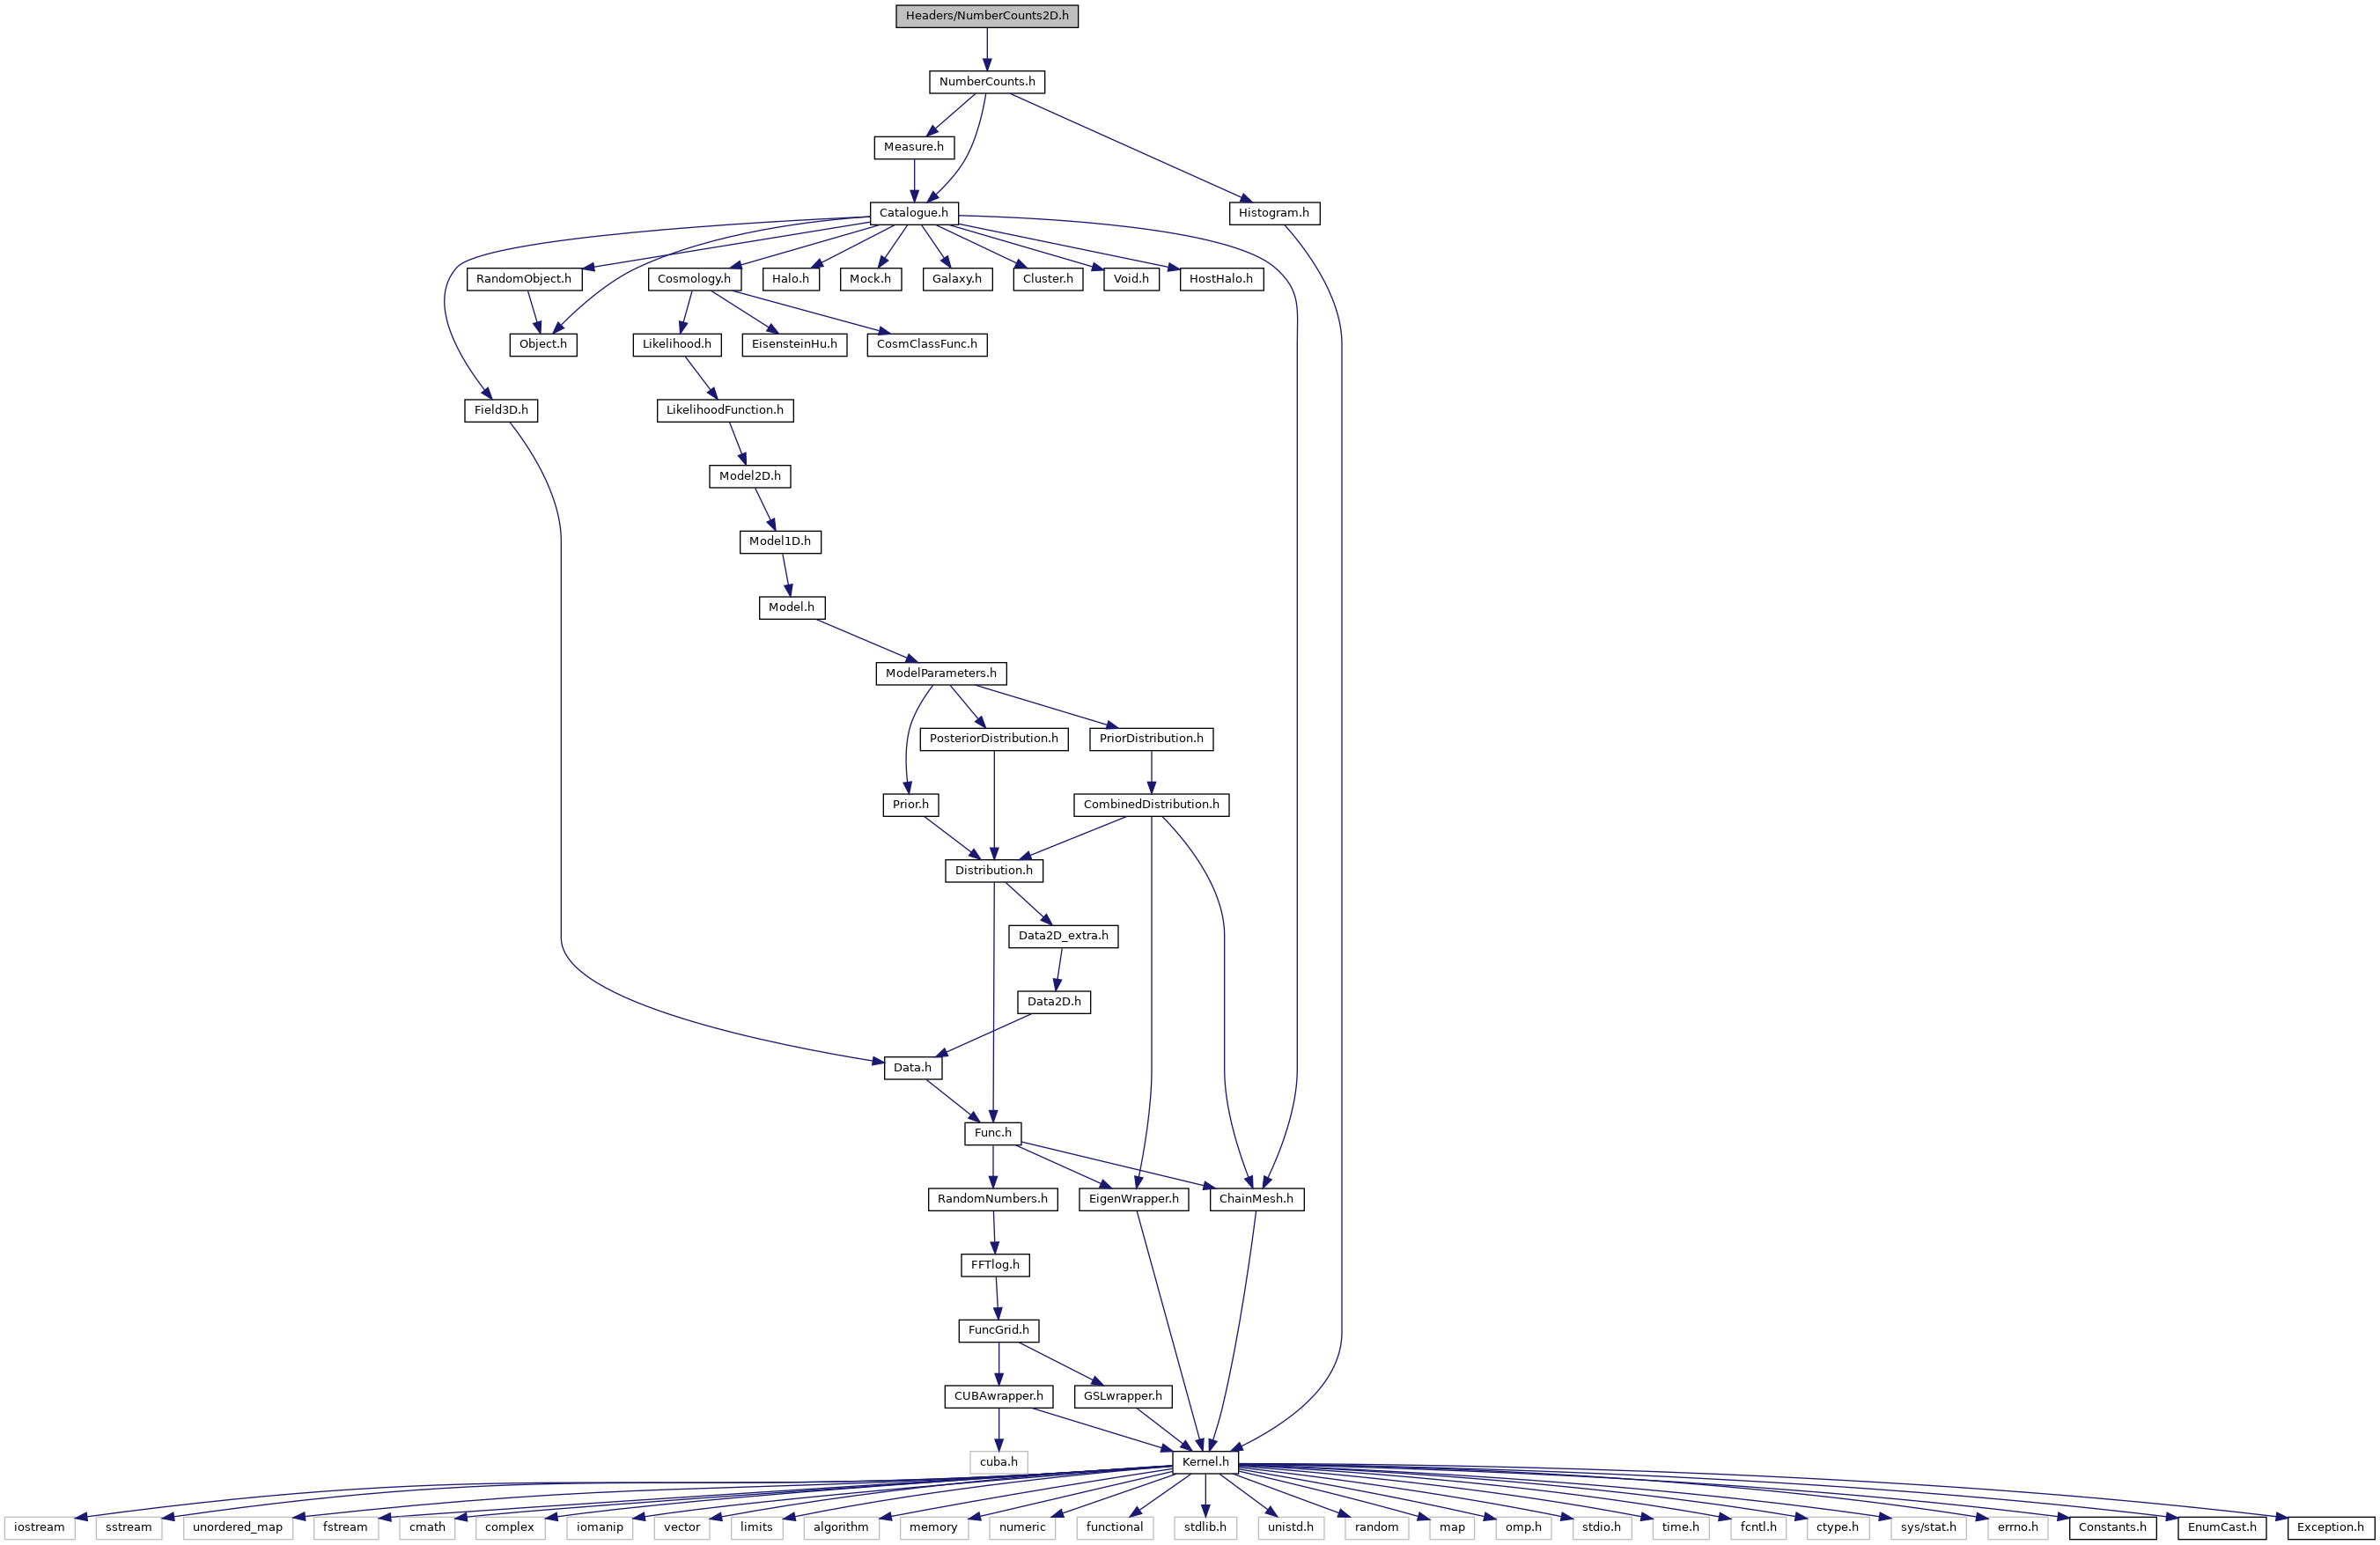 Headers/NumberCounts2D.h
NumberCounts.h
Measure.h
Catalogue.h
Histogram.h
RandomObject.h
Cosmology.h
Halo.h
Mock.h
Galaxy.h
Cluster.h
Void.h
HostHalo.h
Object.h
Likelihood.h
EisensteinHu.h
CosmClassFunc.h
Field3D.h
LikelihoodFunction.h
Model2D.h
Model1D.h
Model.h
ModelParameters.h
PosteriorDistribution.h
PriorDistribution.h
Prior.h
CombinedDistribution.h
Distribution.h
Data2D_extra.h
Data2D.h
Data.h
Func.h
RandomNumbers.h
EigenWrapper.h
ChainMesh.h
FFTlog.h
FuncGrid.h
CUBAwrapper.h
GSLwrapper.h
cuba.h
Kernel.h
iostream
sstream
unordered_map
fstream
cmath
complex
iomanip
vector
limits
algorithm
memory
numeric
functional
stdlib.h
unistd.h
random
map
omp.h
stdio.h
time.h
fcntl.h
ctype.h
sys/stat.h
errno.h
Constants.h
EnumCast.h
Exception.h